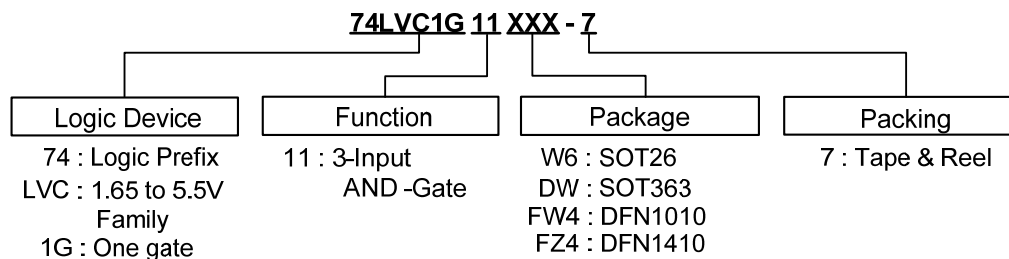 74LVC1G 11 XXX - 7
Logic Device
74 : Logic Prefix
LVC : 1.65 to 5.5V
Family
1G : One gate
Function
11 : 3-Input
AND -Gate
Package
W6 : SOT26
DW : SOT363
FW4 : DFN1010
FZ4 : DFN1410
Packing
7 : Tape & Reel